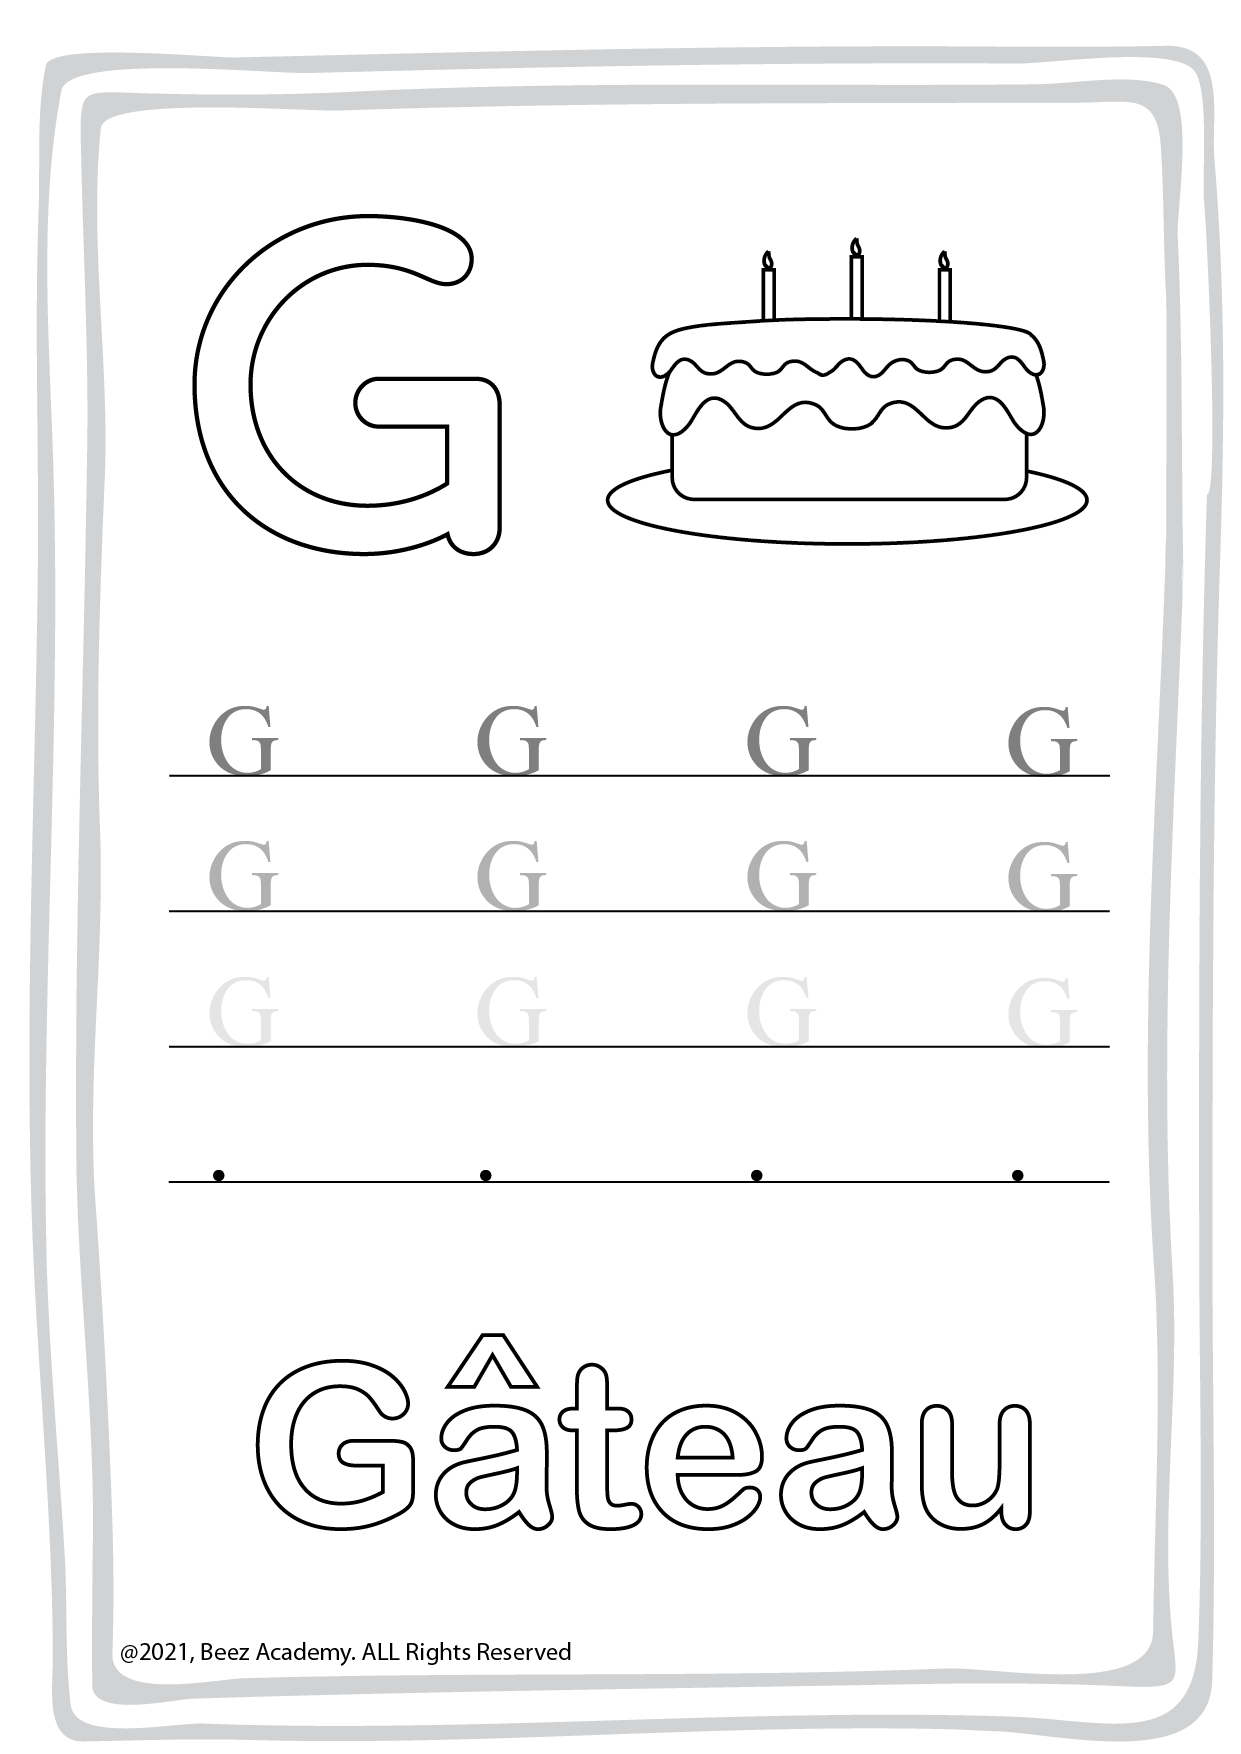 G
G G G G
G G G G
G G G G
. . . .
Gâteau
@2021, Beez Academy. ALL Rights Reserved